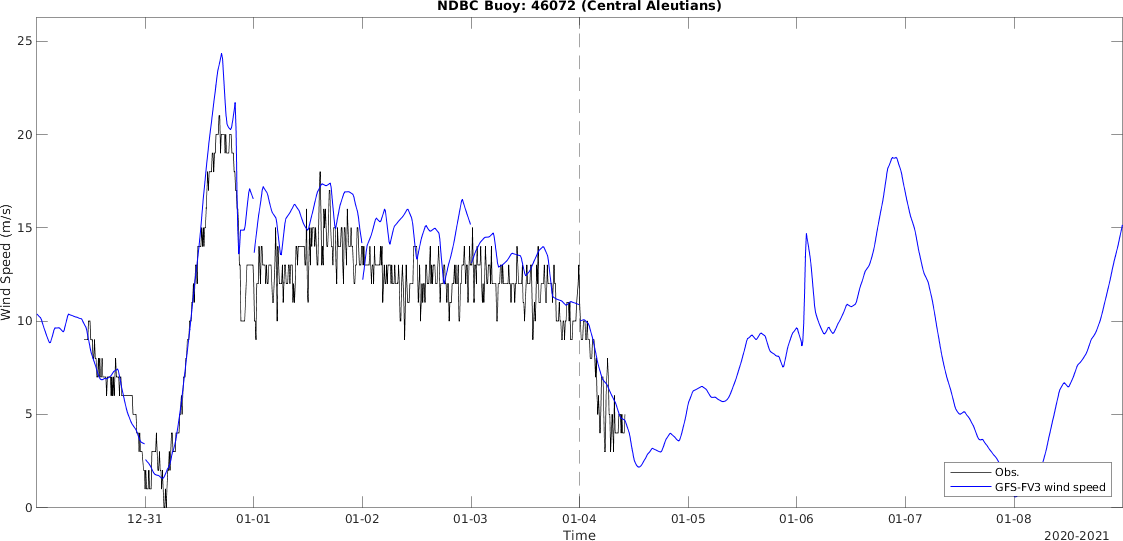 NDBC Buoy: 46072 (Central Aleutians)
25
20
15
10
5
0
Wind Speed (m/s)
12-31 01-01 01-02 01-03 01-04 01-05 01-06 01-07 01-08
Time
2020-2021
Obs.
GFS-FV3 wind speed